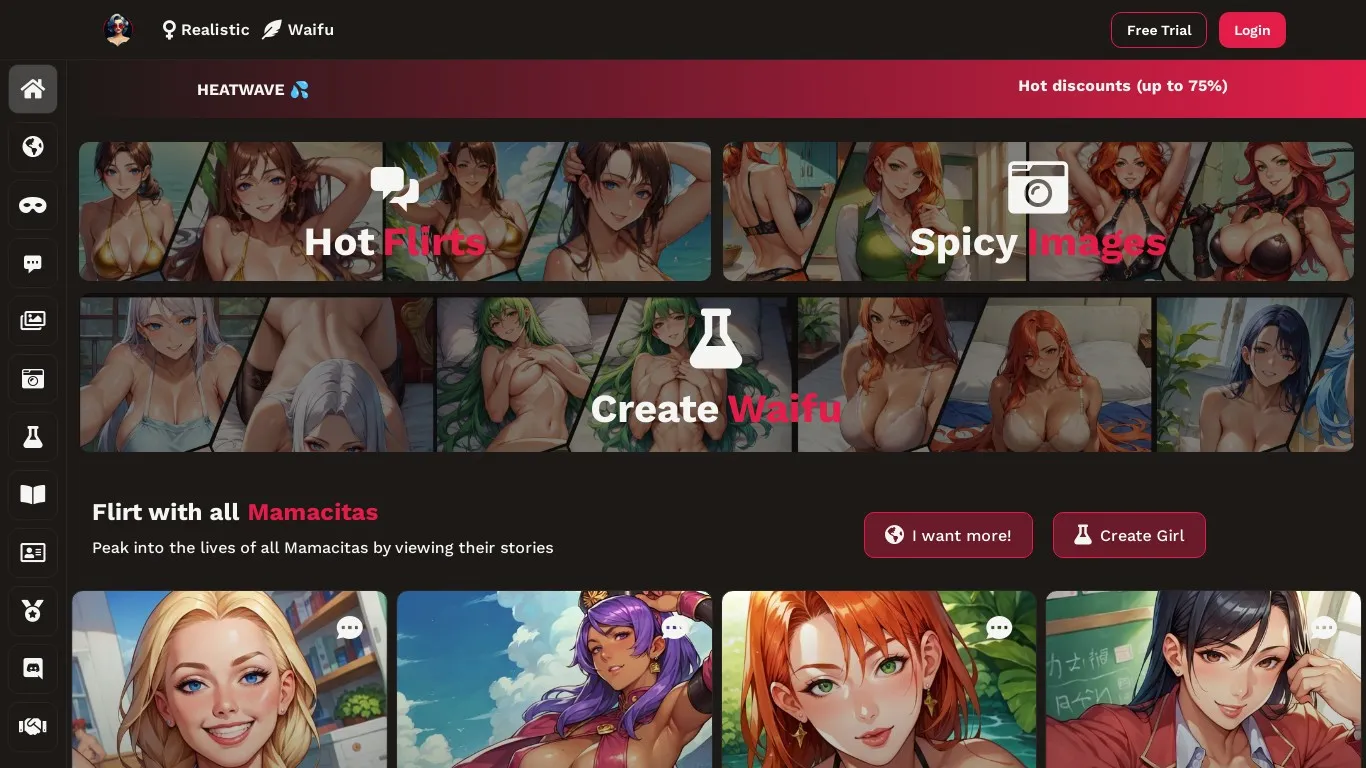 Realistic
Waifu
Free Trial
Login
HEATWAVE 💦
Hot discounts (up to 75%)
Hot Flirts
Spicy Images
Create Waifu
Flirt with all Mamacitas
Peak into the lives of all Mamacitas by viewing their stories
I want more!
Create Girl